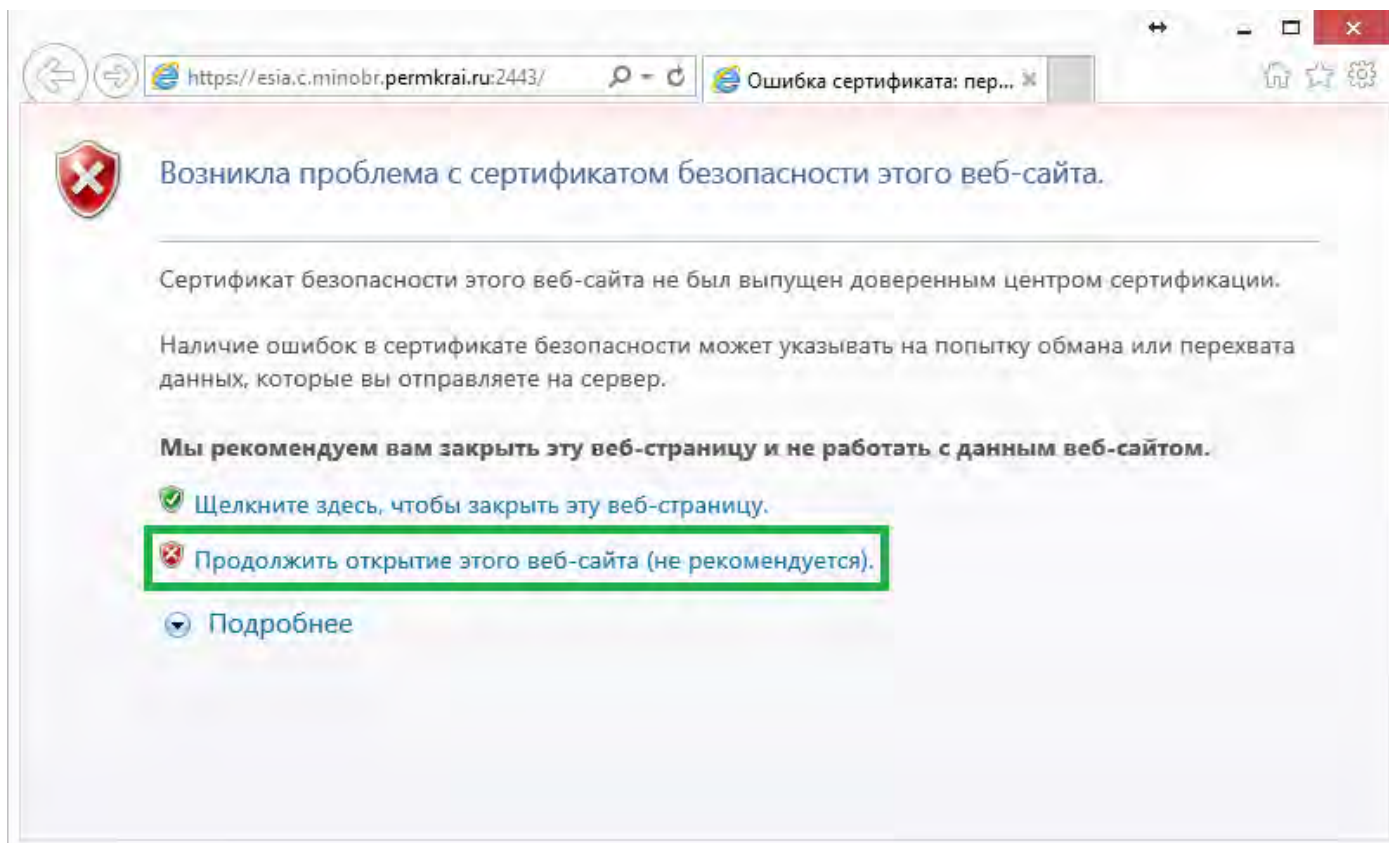 https://esia.c.minobr.permkrai.ru:2443/
Ошибка сертификата: пер...
Возникла проблема с сертификатом безопасности этого веб-сайта.
Сертификат безопасности этого веб-сайта не был выпущен доверенным центром сертификации.
Наличие ошибок в сертификате безопасности может указывать на попытку обмана или перехвата
данных, которые вы отправляете на сервер.
Мы рекомендуем вам закрыть эту веб-страницу и не работать с данным веб-сайтом.
Щелкните здесь, чтобы закрыть эту веб-страницу.
Продолжить открытие этого веб-сайта (не рекомендуется).
Подробнее